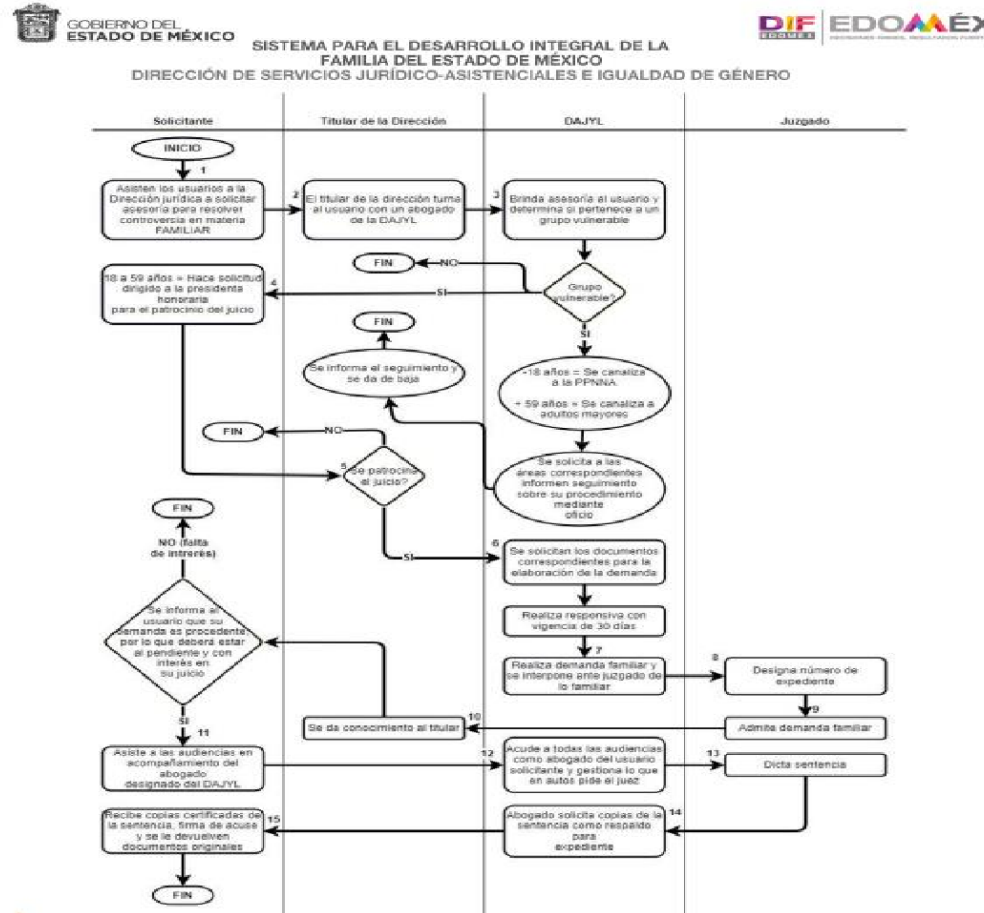 GOBIERNO DEL
ESTADO DE MÉXICO
DIF
EDOMEX
EDOMÉX
SISTEMA PARA EL DESARROLLO INTEGRAL DE LA
FAMILIA DEL ESTADO DE MÉXICO
DIRECCIÓN DE SERVICIOS JURÍDICO-ASISTENCIALES E IGUALDAD DE GÉNERO
Solicitante
Titular de la Dirección
DAJYL
Juzgado
INICIO
1
Asisten los usuarios a la
Dirección jurídica a solicitar
asesoría para resolver
controversia en materia
FAMILIAR
2
El titular de la dirección turna
al usuario con un abogado
de la DAJYL
3
Brinda asesoría al usuario y
determina si pertenece a un
grupo vulnerable
FIN
NO
Grupo
vulnerable?
SI
4
18 a 59 años = Hace solicitud
dirigido a la presidenta
honoraria
para el patrocinio del juicio
SI
FIN
Se informa el seguimiento y
se da de baja
-18 años = Se canaliza
a la PPNNA
+ 59 años = Se canaliza a
adultos mayores
FIN
NO
5
Se patrocina
el juicio?
Se solicita a las
áreas correspondientes
informen seguimiento
sobre su procedimiento
mediante
oficio
SI
6
Se solicitan los documentos
correspondientes para la
elaboración de la demanda
Realiza responsiva con
vigencia de 30 días
7
Realiza demanda familiar y
se interpone ante juzgado de
lo familiar
8
Designa número de
expediente
9
Admite demanda familiar
10
Se da conocimiento al titular
FIN
NO (falta
de intrerés)
Se informa al
usuario que su
demanda es procedente,
por lo que deberá estar
al pendiente y con
interés en
su juicio
SI
11
Asiste a las audiencias en
acompañamiento del
abogado
designado del DAJYL
12
Acude a todas las audiencias
como abogado del usuario
solicitante y gestiona lo que
en autos pide el juez
13
Dicta sentencia
14
Abogado solicita copias de la
sentencia como respaldo
para
expediente
15
Recibe copias certificadas de
la sentencia, firma de acuse
y se le devuelven
documentos originales
FIN